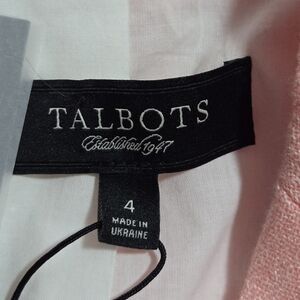 TALBOTS
Established 1947
4
MADE IN
UKRAINE